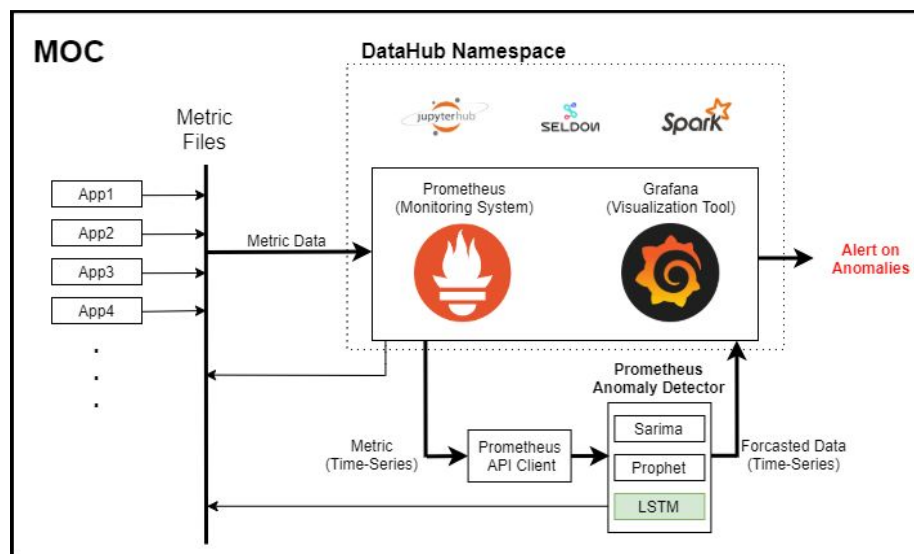 MOC
DataHub Namespace
jupyterhub
SELDON
Spark
Metric
Files
App1
App2
App3
App4
Metric Data
Prometheus
(Monitoring System)
Grafana
(Visualization Tool)
Alert on
Anomalies
Prometheus
Anomaly Detector
Metric
(Time-Series)
Prometheus
API Client
Sarima
Prophet
LSTM
Forcasted Data
(Time-Series)